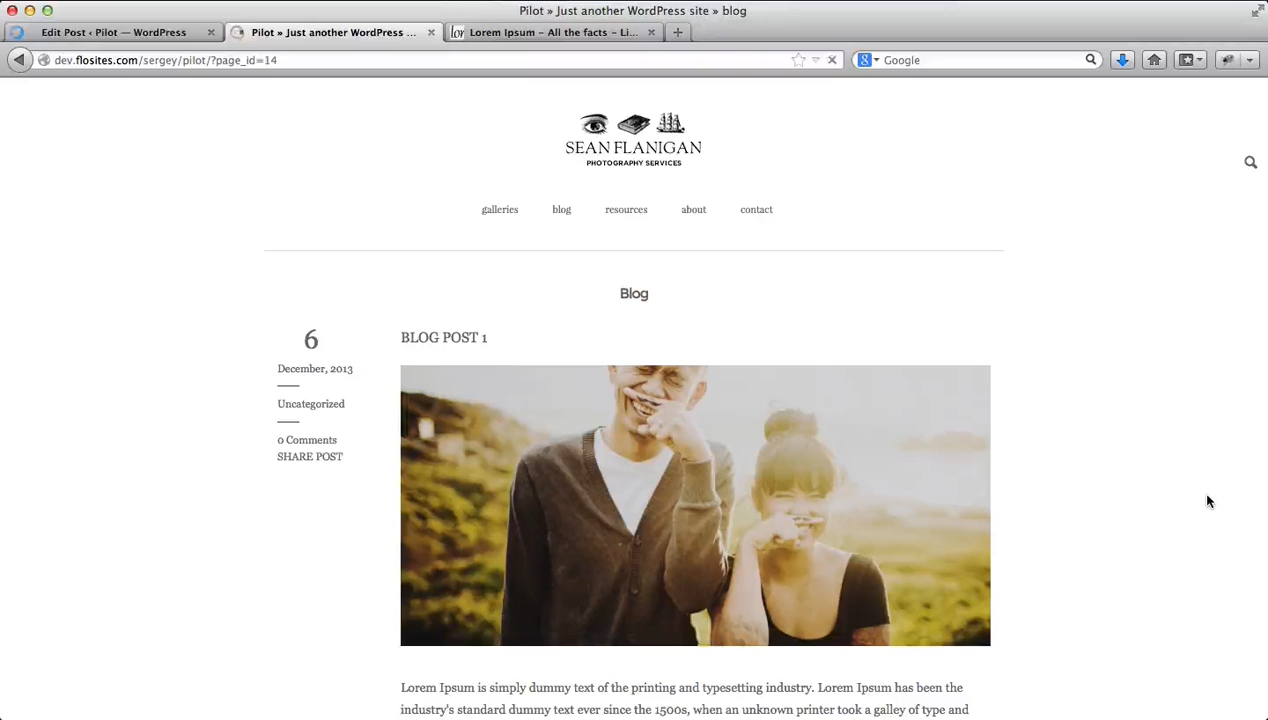 Pilot » Just another WordPress site » blog
Edit Post ‹ Pilot — WordPress
Pilot » Just another WordPress ...
Lorem Ipsum – All the facts – Li...
dev.flosites.com/sergey/pilot/?page_id=14
Google
SEAN FLANIGAN
PHOTOGRAPHY SERVICES
galleries
blog
resources
about
contact
Blog
6
December, 2013
Uncategorized
0 Comments
SHARE POST
BLOG POST 1
Lorem Ipsum is simply dummy text of the printing and typesetting industry. Lorem Ipsum has been the
industry's standard dummy text ever since the 1500s, when an unknown printer took a galley of type and